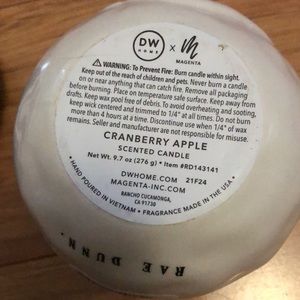 DW
HOME
x
M
MAGENTA
⚠ WARNING: To Prevent Fire: Burn candle within sight.
Keep out of the reach of children and pets. Never burn a candle
on or near anything that can catch fire. Remove all packaging
before burning. Place on temperature safe surface. Keep away from
drafts. Keep wax pool free of debris. To avoid overheating and sooting,
keep wick centered and trimmed to 1/4" at all times. Do not burn
more than 4 hours at a time. Discontinue use when 1/4" of wax
remains. Seller and manufacturer are not responsible for misuse.
CRANBERRY APPLE
SCENTED CANDLE
Net Wt. 9.7 oz (276 g) • Item #RD143141
DWHOME.COM 21F24
MAGENTA-INC.COM
RANCHO CUCAMONGA,
CA 91730
• HAND POURED IN VIETNAM • FRAGRANCE MADE IN THE USA •
RAE DUNN.